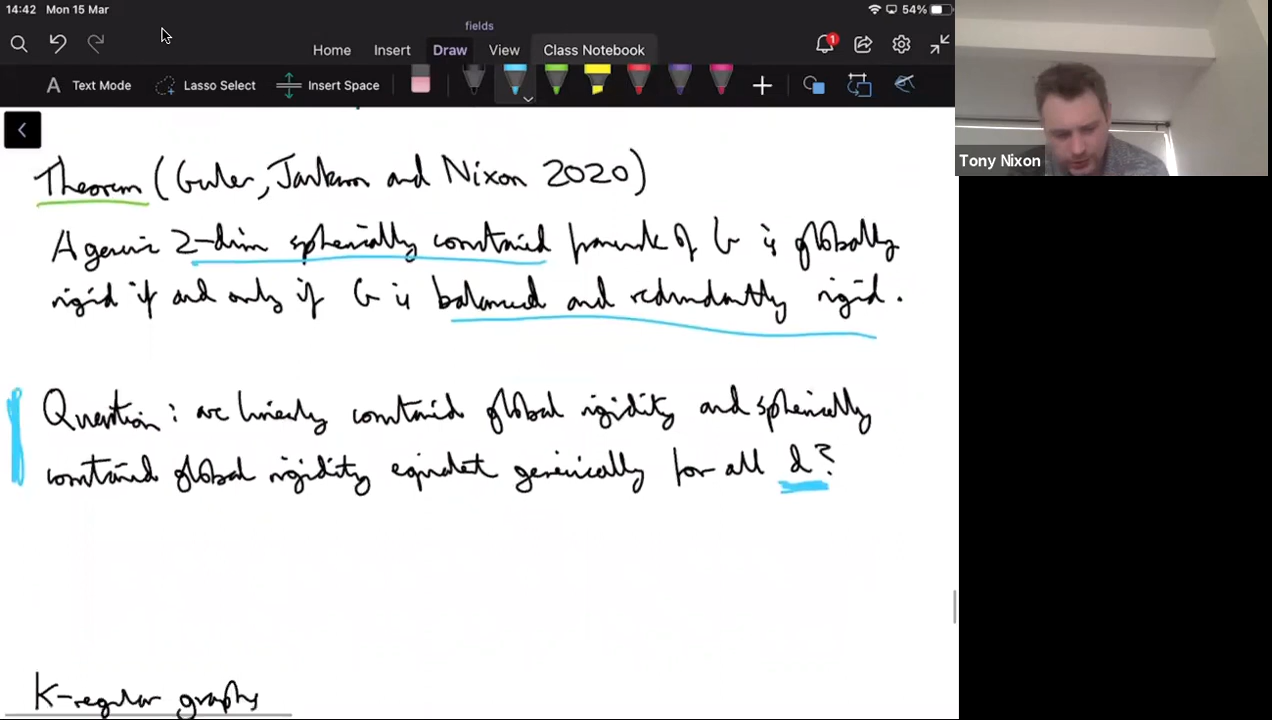 14:42 Mon 15 Mar
54%
fields
Home Insert Draw View Class Notebook
1
A Text Mode Lasso Select Insert Space
Tony Nixon
Theorem (Guler, Jackson and Nixon 2020)
A generic 2-dim spherically constrained framework of G is globally
rigid if and only if G is balanced and redundantly rigid.
Question: are linearly constrained global rigidity and spherically
constrained global rigidity equivalent generically for all d?
K-regular graphs